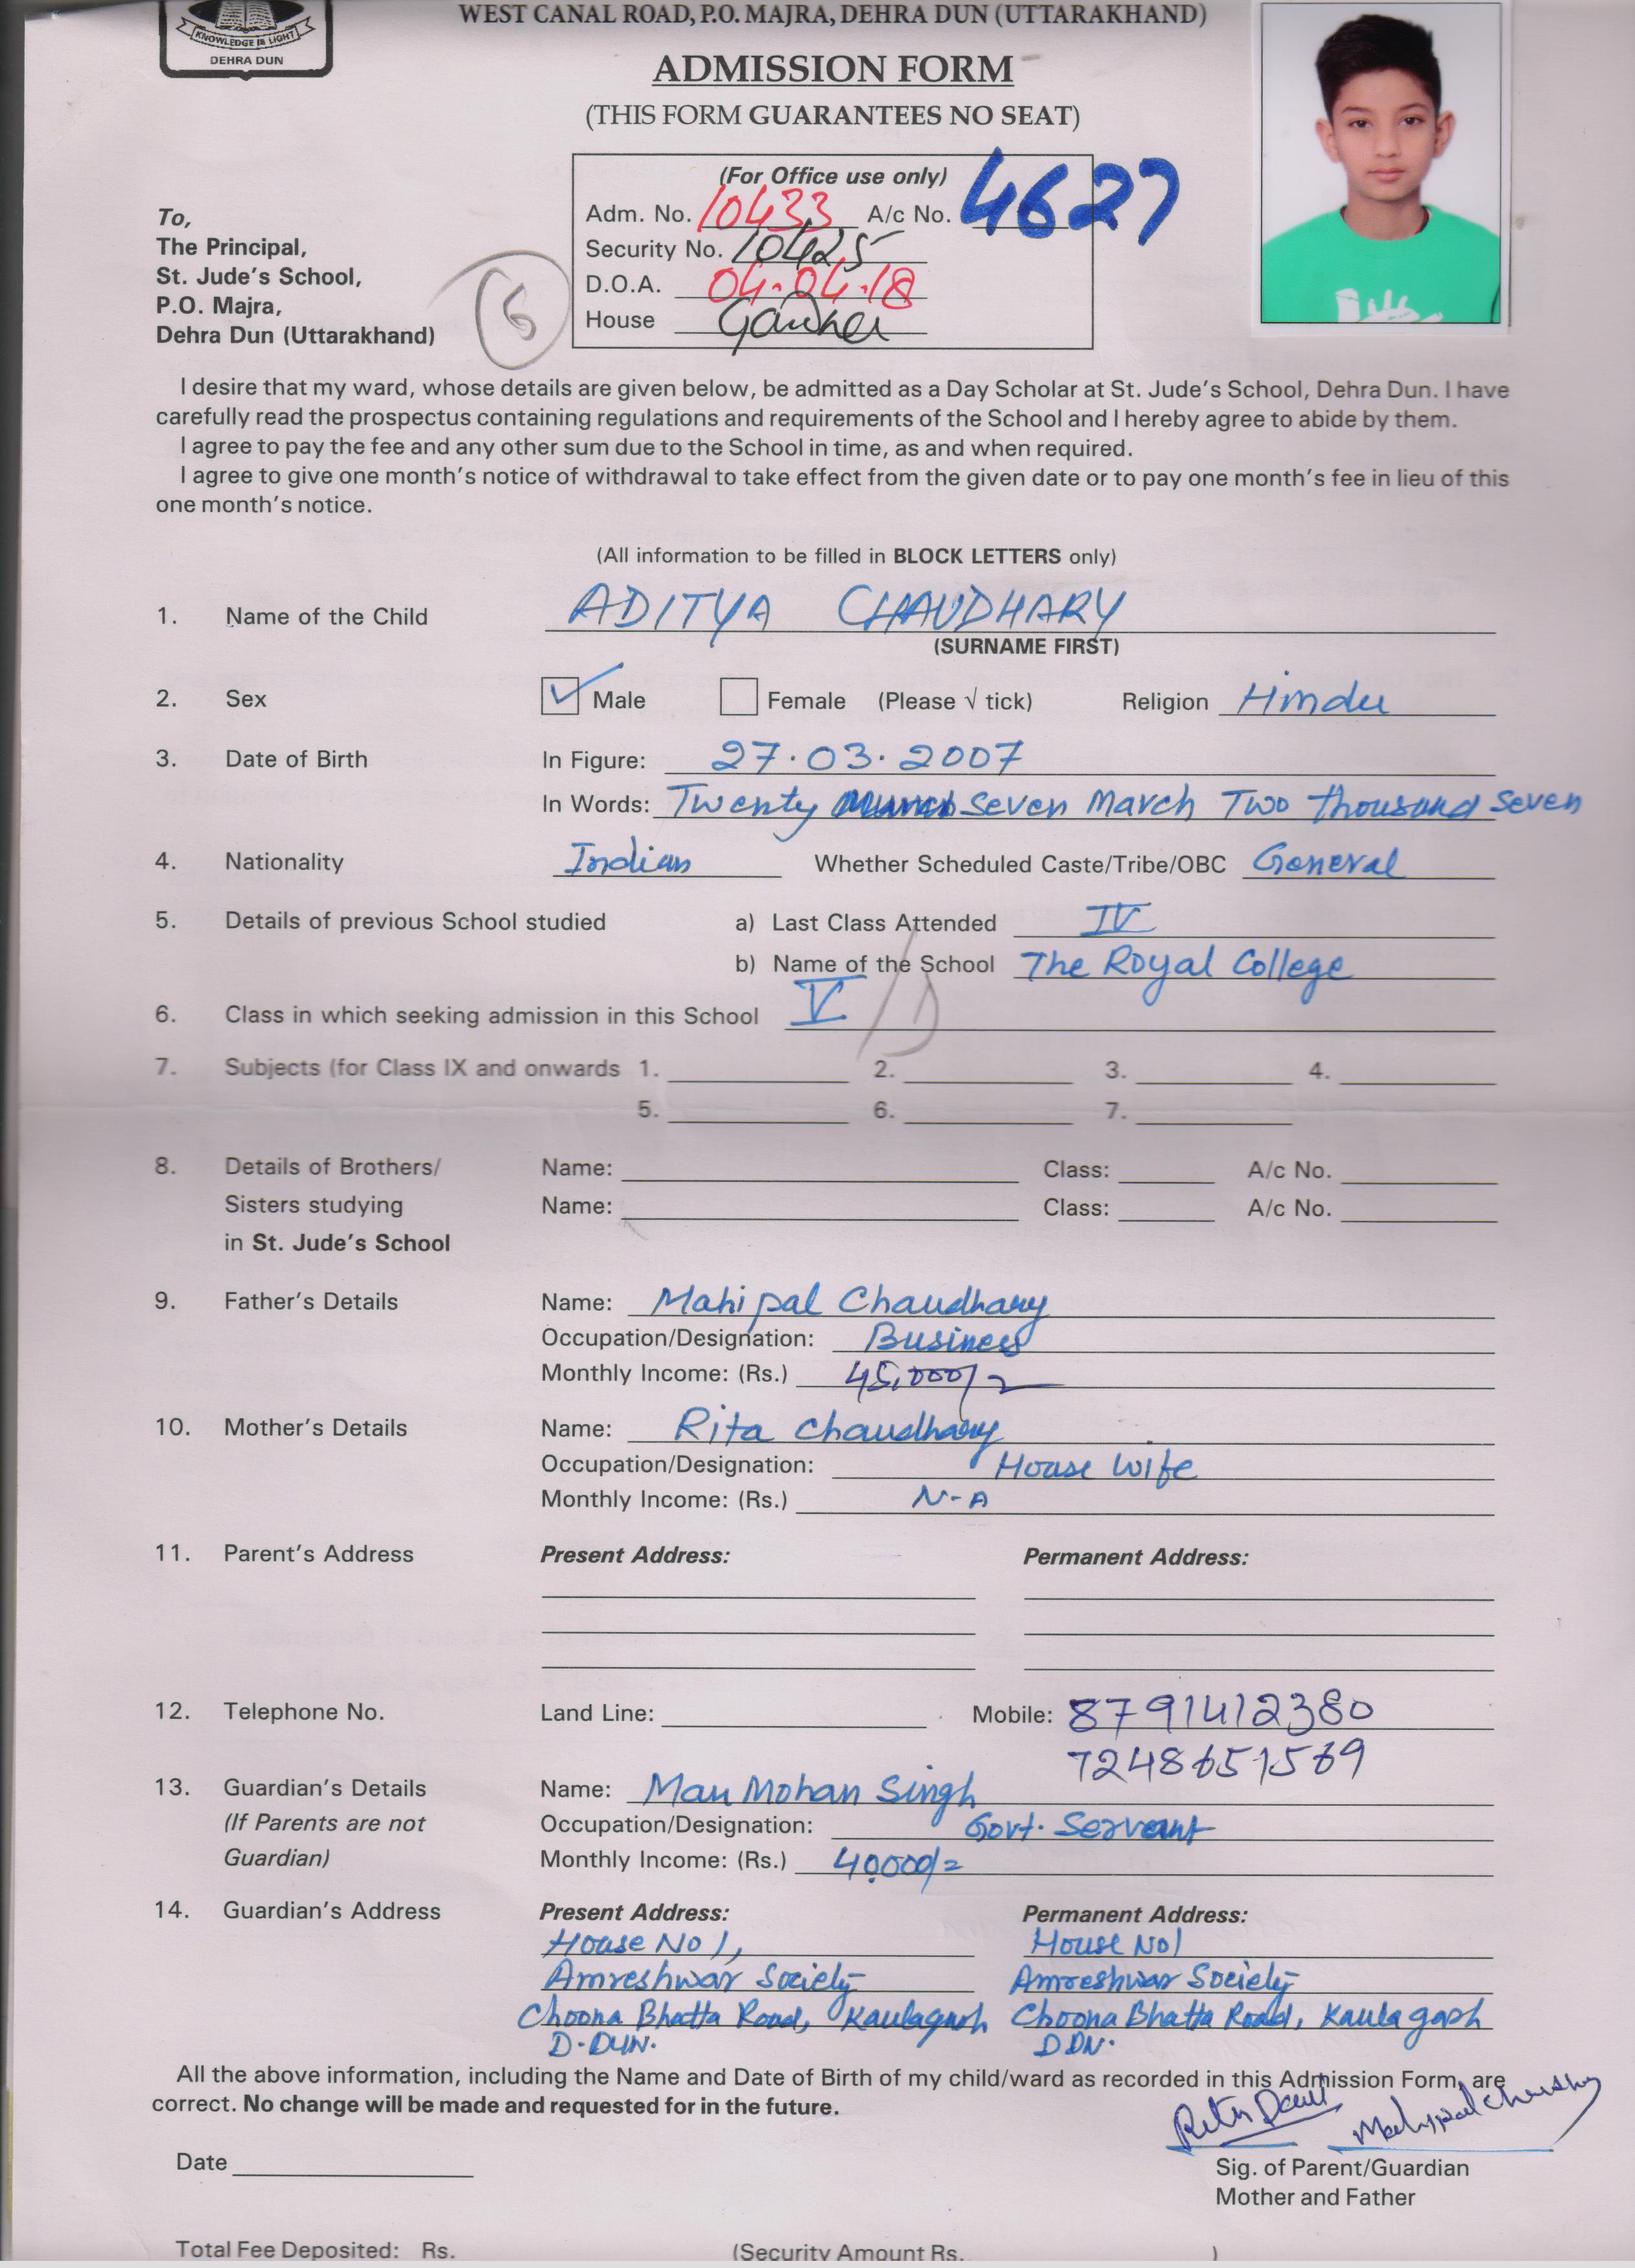 KNOWLEDGE IS LIGHT
DEHRA DUN
WEST CANAL ROAD, P.O. MAJRA, DEHRA DUN (UTTARAKHAND)
ADMISSION FORM
(THIS FORM GUARANTEES NO SEAT)
(For Office use only)
Adm. No. 10433 A/c No. 4627
Security No. 10425
D.O.A. 04.04.18
House
6
To,
The Principal,
St. Jude's School,
P.O. Majra,
Dehra Dun (Uttarakhand)
I desire that my ward, whose details are given below, be admitted as a Day Scholar at St. Jude's School, Dehra Dun. I have
carefully read the prospectus containing regulations and requirements of the School and I hereby agree to abide by them.
I agree to pay the fee and any other sum due to the School in time, as and when required.
I agree to give one month's notice of withdrawal to take effect from the given date or to pay one month's fee in lieu of this
one month's notice.
(All information to be filled in BLOCK LETTERS only)
1. Name of the Child ADITYA CHAUDHARY
(SURNAME FIRST)
2. Sex Male Female (Please √ tick) Religion Hindu
3. Date of Birth In Figure: 27.03.2007
In Words: Twenty Seven March Two thousand Seven
4. Nationality Indian Whether Scheduled Caste/Tribe/OBC General
5. Details of previous School studied a) Last Class Attended IV
b) Name of the School The Royal College
6. Class in which seeking admission in this School V / D
7. Subjects (for Class IX and onwards 1. 2. 3. 4.
5. 6. 7.
8. Details of Brothers/ Name: Class: A/c No.
Sisters studying Name: Class: A/c No.
in St. Jude's School
9. Father's Details Name: Mahipal Chaudhary
Occupation/Designation: Business
Monthly Income: (Rs.) 45,000/-
10. Mother's Details Name: Rita Chaudhary
Occupation/Designation: House wife
Monthly Income: (Rs.) N-A
11. Parent's Address Present Address: Permanent Address:
12. Telephone No. Land Line: Mobile: 8791412380
7248651569
13. Guardian's Details Name: Man Mohan Singh
(If Parents are not Occupation/Designation: Govt. Servant
Guardian) Monthly Income: (Rs.) 40,000/=
14. Guardian's Address Present Address: Permanent Address:
House No 1, House No 1
Amreshwar Society Amreshwar Society
Choona Bhatta Road, Kaulagarh Choona Bhatta Road, Kaulagarh
D.DUN. DDN.
All the above information, including the Name and Date of Birth of my child/ward as recorded in this Admission Form, are
correct. No change will be made and requested for in the future.
Date
Sig. of Parent/Guardian
Mother and Father
Total Fee Deposited: Rs. (Security Amount Rs. )